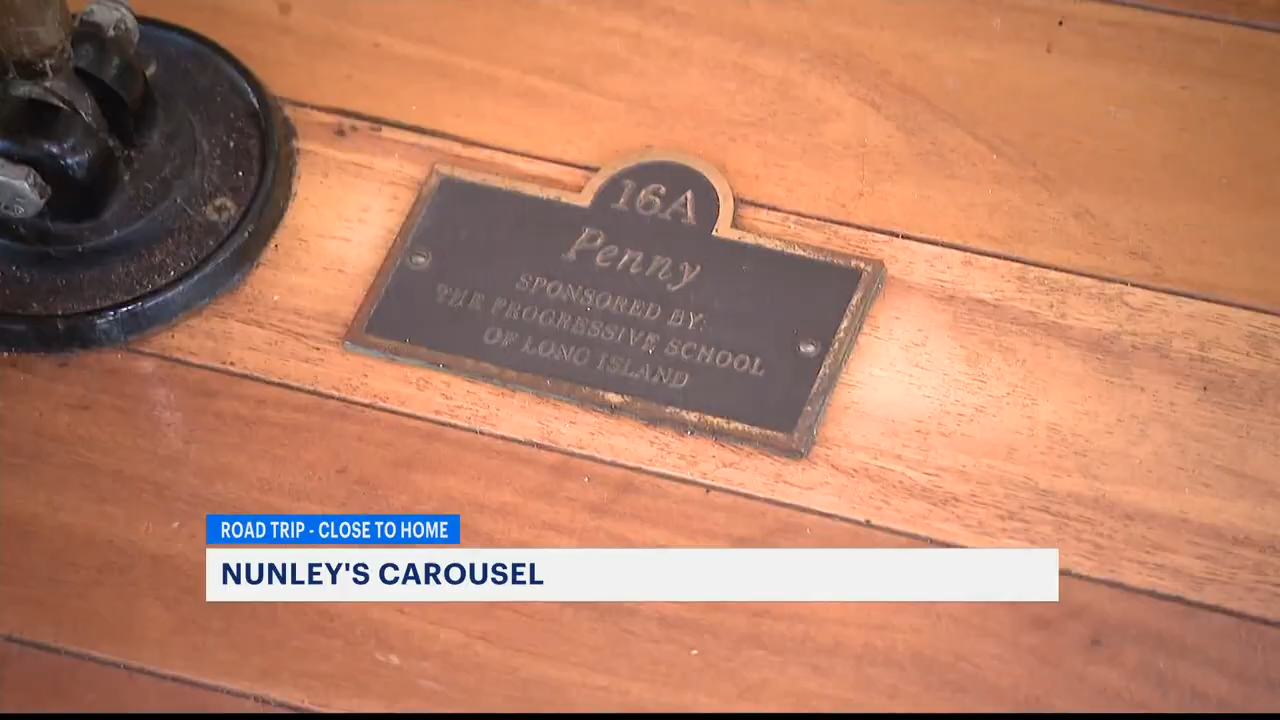 16A
Penny
SPONSORED BY:
THE PROGRESSIVE SCHOOL
OF LONG ISLAND
ROAD TRIP - CLOSE TO HOME
NUNLEY'S CAROUSEL